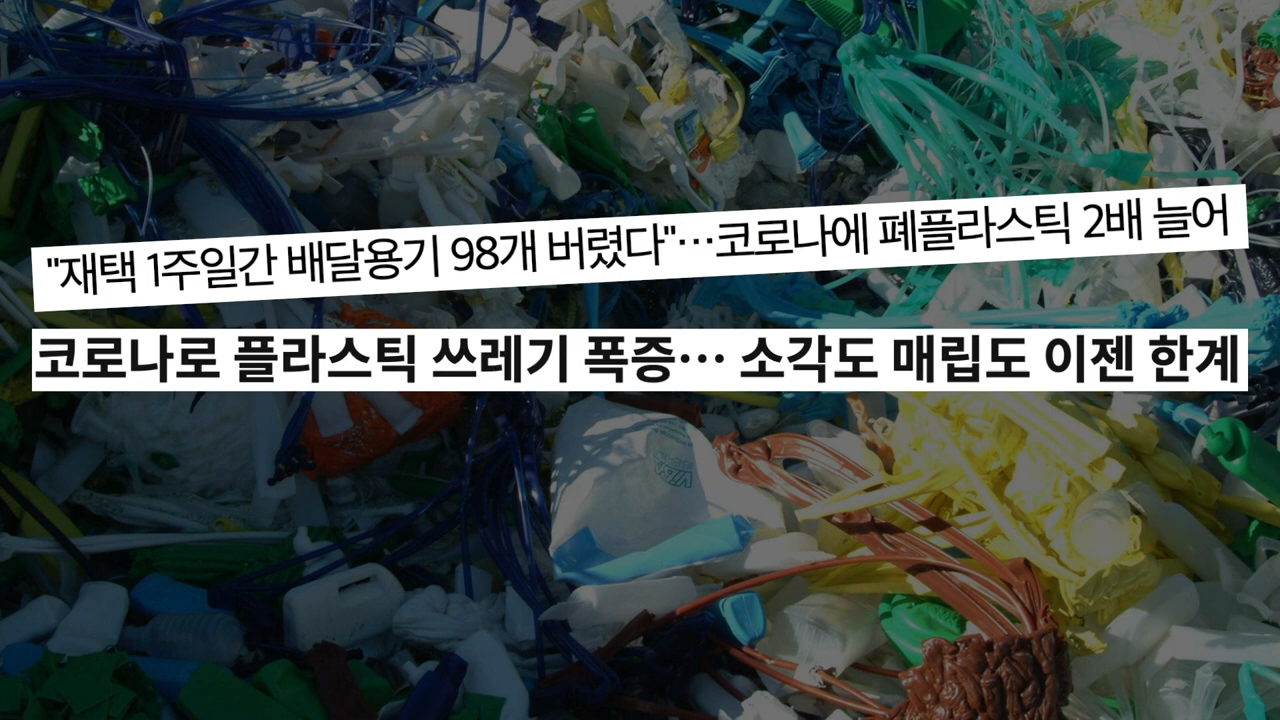 "재택 1주일간 배달용기 98개 버렸다"…코로나에 폐플라스틱 2배 늘어
코로나로 플라스틱 쓰레기 폭증… 소각도 매립도 이젠 한계